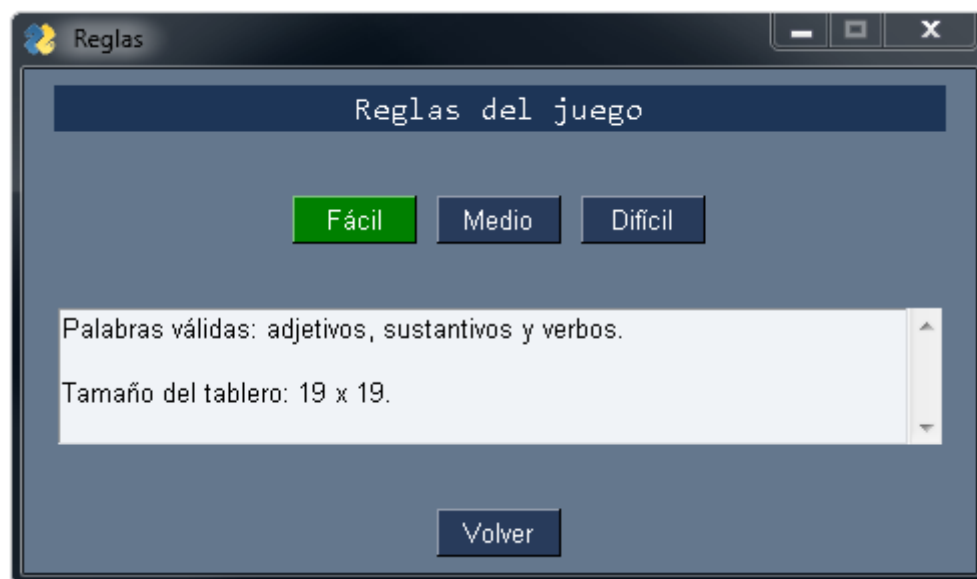 Reglas
Reglas del juego
Fácil Medio Difícil
Palabras válidas: adjetivos, sustantivos y verbos.
Tamaño del tablero: 19 x 19.
Volver